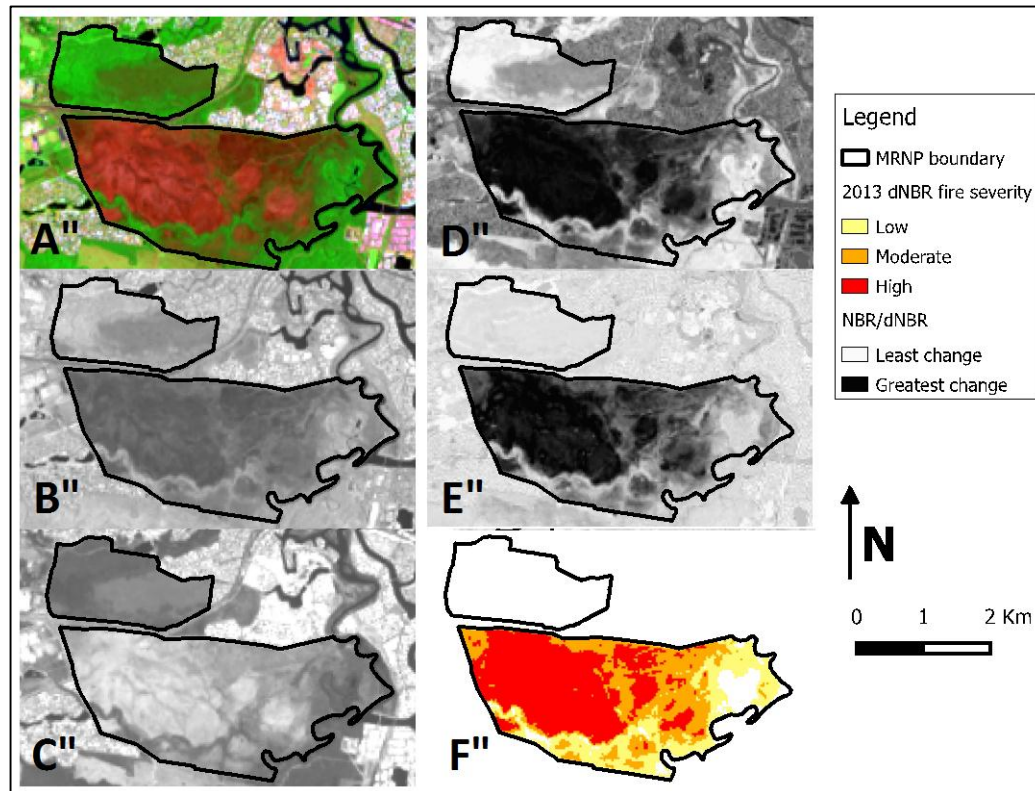 A"
D"
B"
E"
C"
F"
Legend
MRNP boundary
2013 dNBR fire severity
Low
Moderate
High
NBR/dNBR
Least change
Greatest change
N
0 1 2 Km